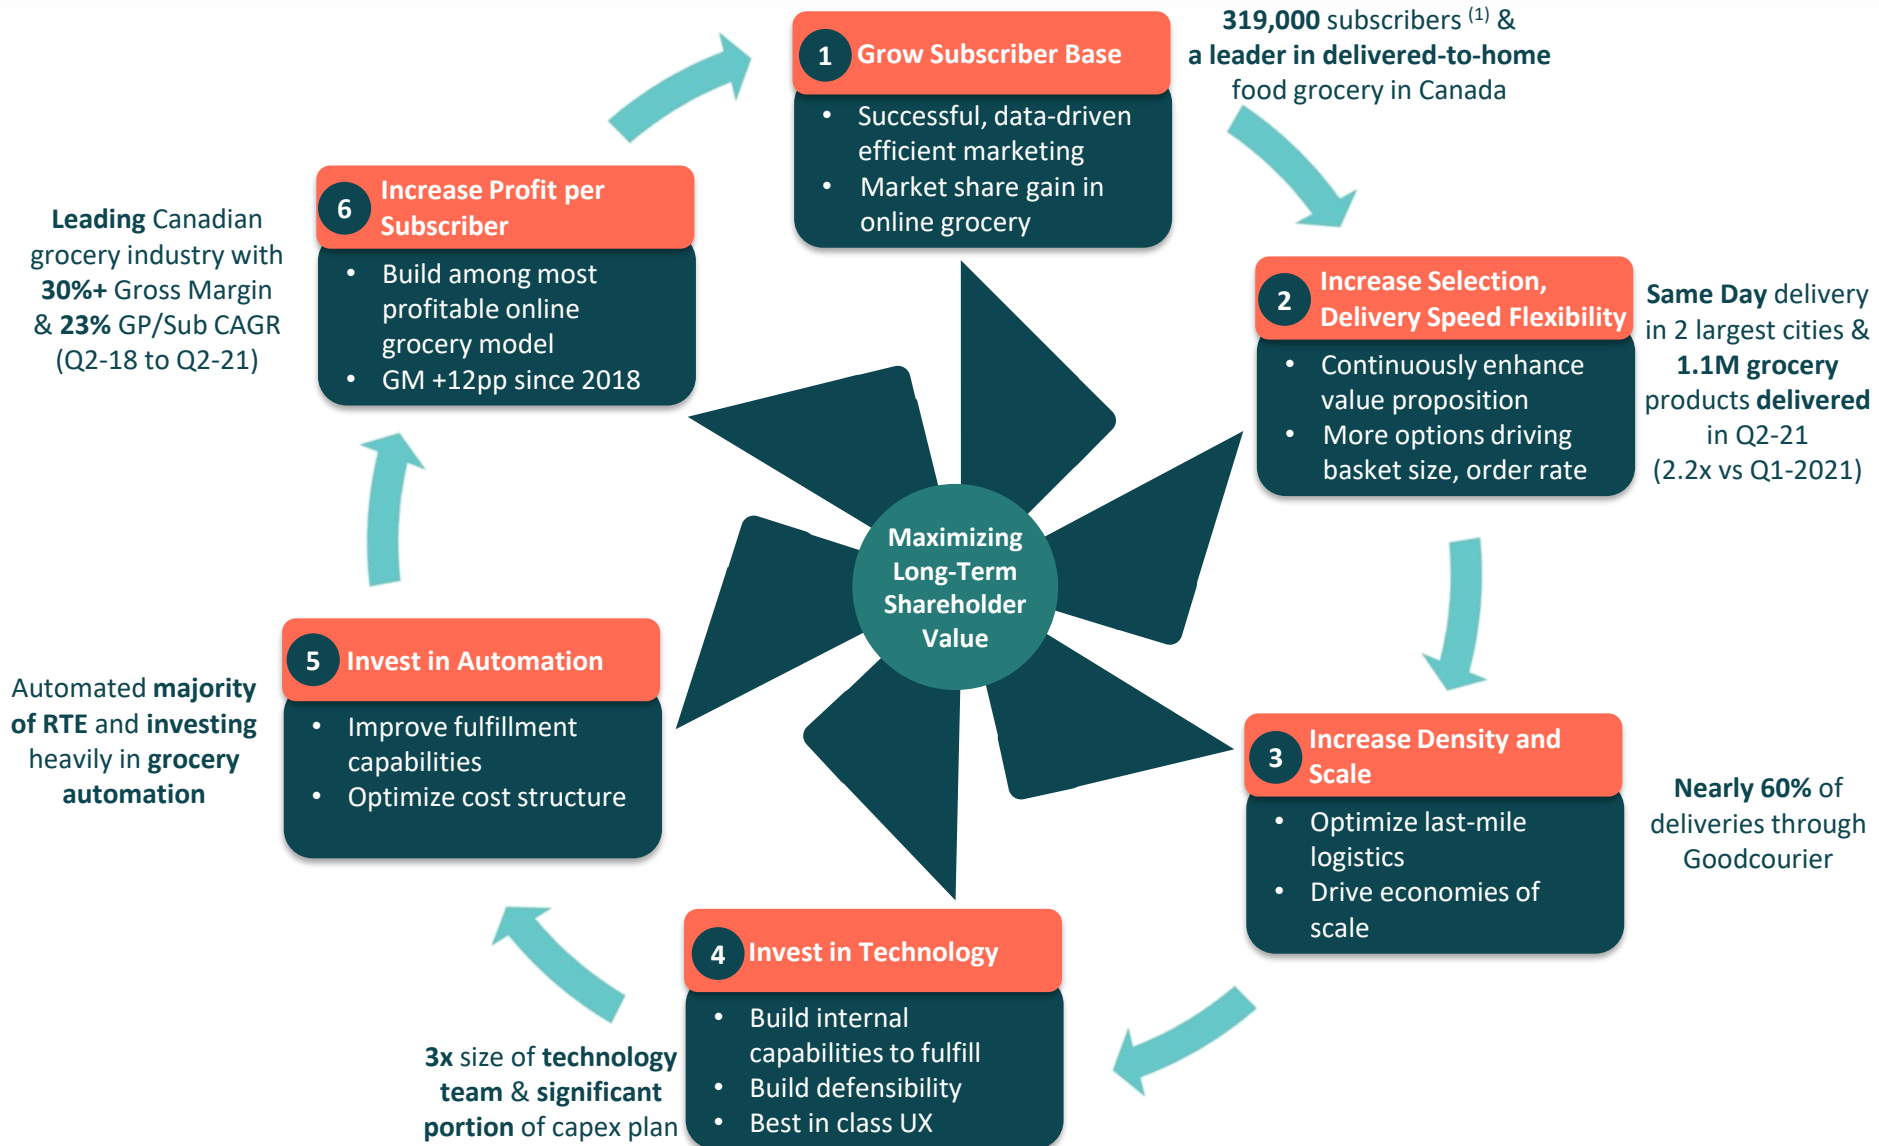 319,000 subscribers (1) &
a leader in delivered-to-home
food grocery in Canada
1 Grow Subscriber Base
• Successful, data-driven
efficient marketing
• Market share gain in
online grocery
2 Increase Selection,
Delivery Speed Flexibility
• Continuously enhance
value proposition
• More options driving
basket size, order rate
Same Day delivery
in 2 largest cities &
1.1M grocery
products delivered
in Q2-21
(2.2x vs Q1-2021)
3 Increase Density and
Scale
• Optimize last-mile
logistics
• Drive economies of
scale
Nearly 60% of
deliveries through
Goodcourier
4 Invest in Technology
• Build internal
capabilities to fulfill
• Build defensibility
• Best in class UX
3x size of technology
team & significant
portion of capex plan
5 Invest in Automation
• Improve fulfillment
capabilities
• Optimize cost structure
Automated majority
of RTE and investing
heavily in grocery
automation
6 Increase Profit per
Subscriber
• Build among most
profitable online
grocery model
• GM +12pp since 2018
Leading Canadian
grocery industry with
30%+ Gross Margin
& 23% GP/Sub CAGR
(Q2-18 to Q2-21)
Maximizing
Long-Term
Shareholder
Value